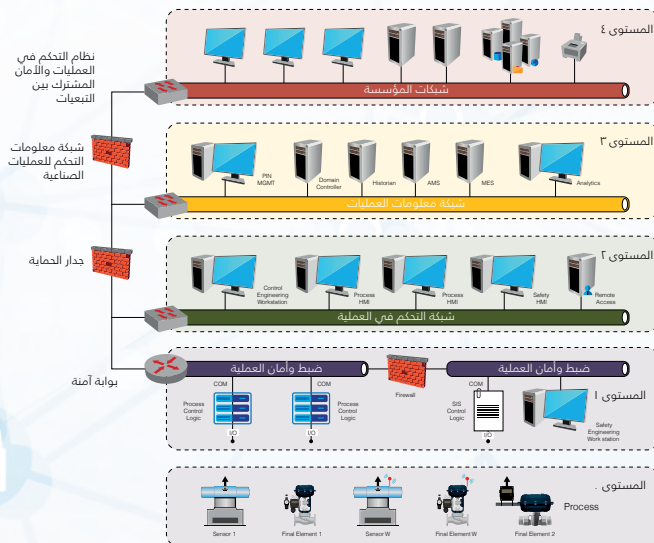 المستوى ٤
نظام التحكم في
العمليات والأمان
المشترك بين
التبعيات
شبكات المؤسسة
المستوى ٣
شبكة معلومات
التحكم للعمليات
الصناعية
PIN
MGMT
Domain
Controller
Historian
AMS
MES
Analytics
شبكة معلومات العمليات
المستوى ٢
جدار الحماية
Control
Engineering
Workstation
Process
HMI
Process
HMI
Safety
HMI
Remote
Access
شبكة التحكم في العملية
ضبط وأمان العملية
ضبط وأمان العملية
بوابة آمنة
Firewall
المستوى ١
COM
COM
COM
Process
Control
Logic
Process
Control
Logic
SIS
Control
Logic
I/O
I/O
I/O
Safety
Engineering
Work station
المستوى ٠
Process
Sensor 1
Final Element 1
Sensor W
Final Element W
Final Element 2